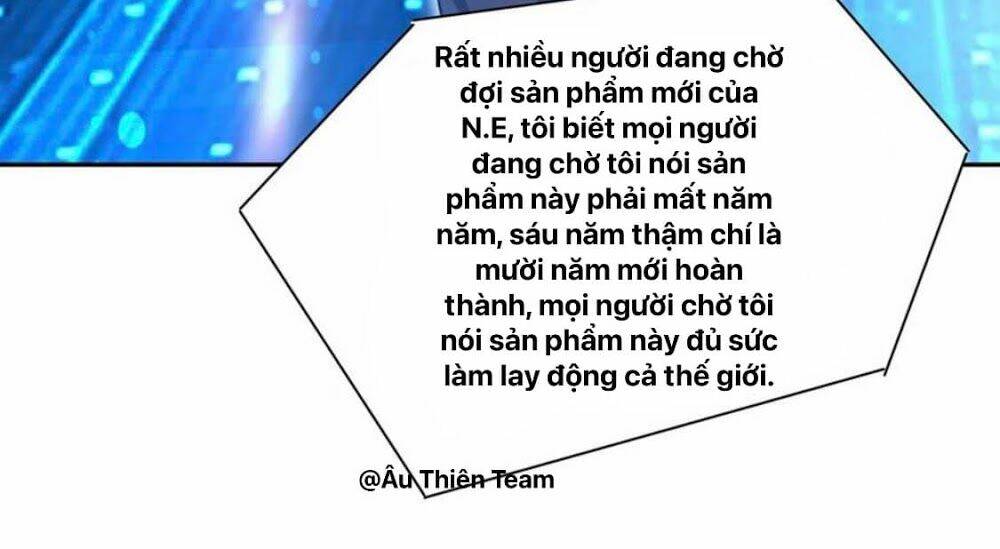 Rất nhiều người đang chờ
đợi sản phẩm mới của
N.E, tôi biết mọi người
đang chờ tôi nói sản
phẩm này phải mất năm
năm, sáu năm thậm chí là
mười năm mới hoàn
thành, mọi người chờ tôi
nói sản phẩm này đủ sức
làm lay động cả thế giới.
@Âu Thiên Team